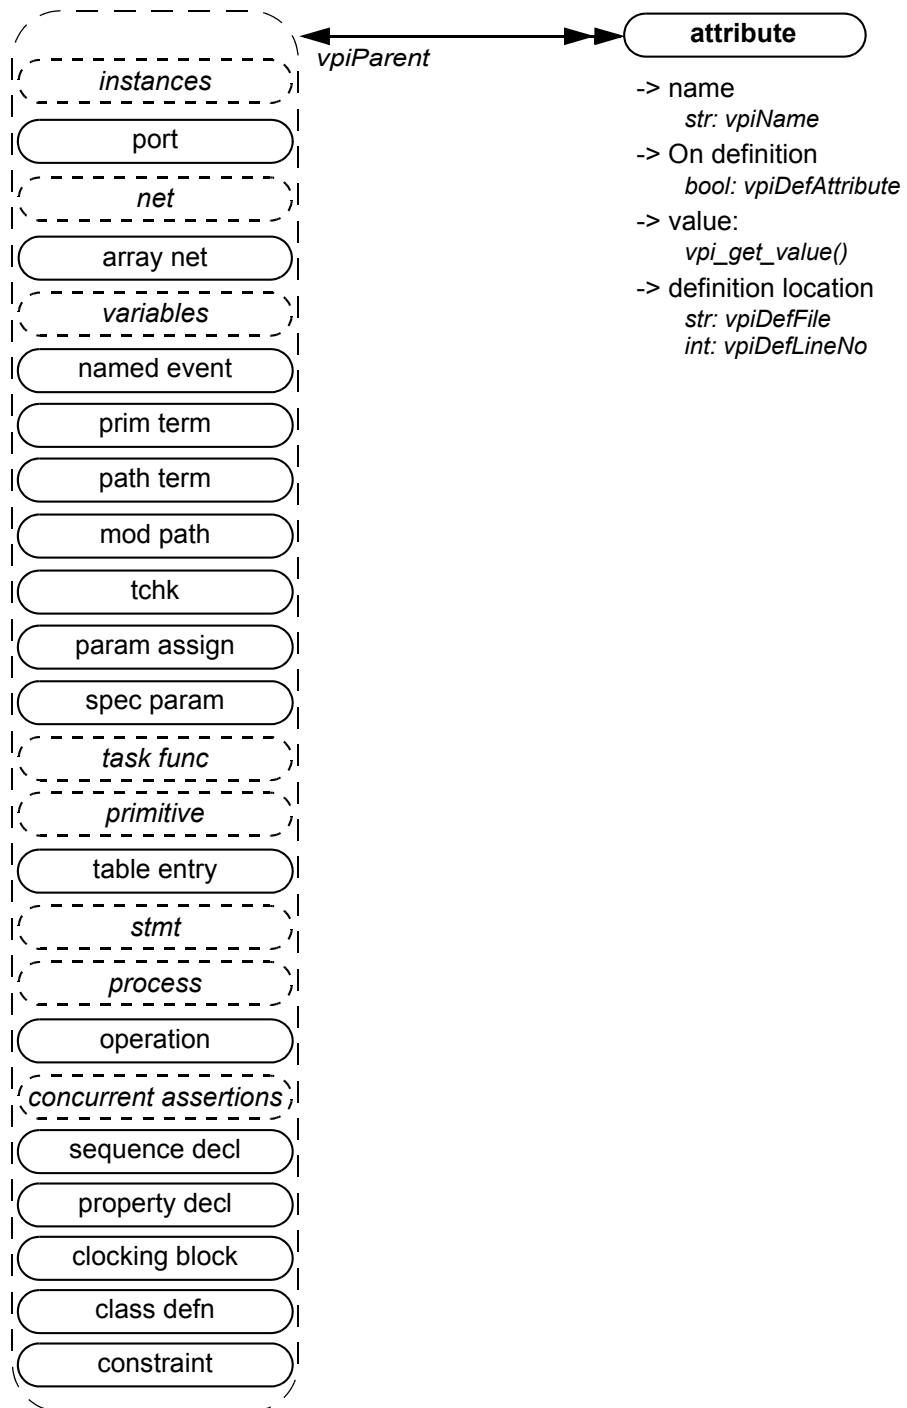 instances
port
net
array net
variables
named event
prim term
path term
mod path
tchk
param assign
spec param
task func
primitive
table entry
stmt
process
operation
concurrent assertions
sequence decl
property decl
clocking block
class defn
constraint
vpiParent
attribute
-> name
str: vpiName
-> On definition
bool: vpiDefAttribute
-> value:
vpi_get_value()
-> definition location
str: vpiDefFile
int: vpiDefLineNo